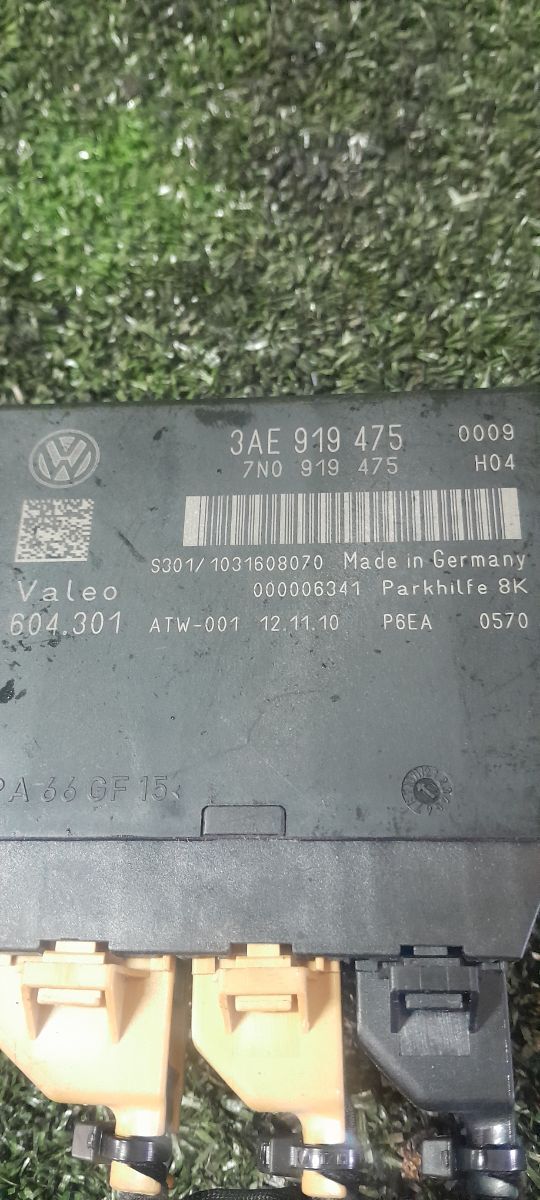 3AE 919 475 0009
7N0 919 475 H04
S301/1031608070 Made in Germany
Valeo 000006341 Parkhilfe 8K
604.301 ATW-001 12.11.10 P6EA 0570
PA 66 GF 15<